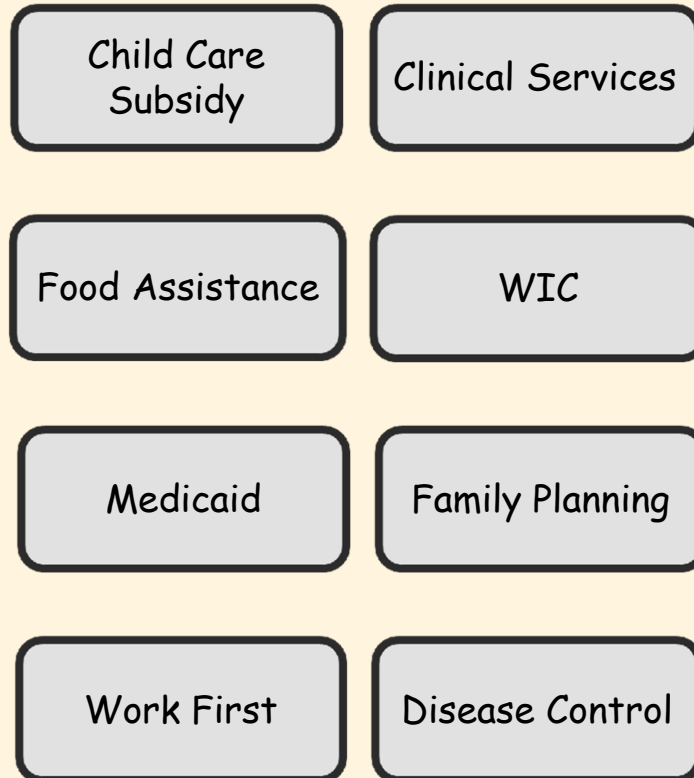 Child Care
Subsidy
Clinical Services
Food Assistance
WIC
Medicaid
Family Planning
Work First
Disease Control